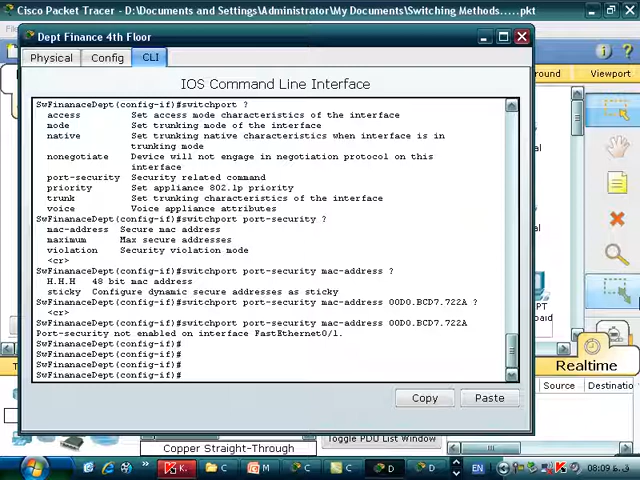 Cisco Packet Tracer - D:\Documents and Settings\Administrator\My Documents\Switching Methods.....pkt
Dept Finance 4th Floor
Physical
Config
CLI
ound
Viewport
IOS Command Line Interface
SwFinanaceDept(config-if)#switchport ?
access Set access mode characteristics of the interface
mode Set trunking mode of the interface
native Set trunking native characteristics when interface is in
trunking mode
nonegotiate Device will not engage in negotiation protocol on this
interface
port-security Security related command
priority Set appliance 802.1p priority
trunk Set trunking characteristics of the interface
voice Voice appliance attributes
SwFinanaceDept(config-if)#switchport port-security ?
mac-address Secure mac address
maximum Max secure addresses
violation Security violation mode
<cr>
SwFinanaceDept(config-if)#switchport port-security mac-address ?
H.H.H 48 bit mac address
sticky Configure dynamic secure addresses as sticky
SwFinanaceDept(config-if)#switchport port-security mac-address 00D0.BCD7.722A ?
<cr>
SwFinanaceDept(config-if)#switchport port-security mac-address 00D0.BCD7.722A
Port-security not enabled on interface FastEthernet0/1.
SwFinanaceDept(config-if)#
SwFinanaceDept(config-if)#
SwFinanaceDept(config-if)#
SwFinanaceDept(config-if)#
PT
paid
Copy
Paste
Realtime
Source
Destinatio
Toggle PDU List Window
Copper Straight-Through
K.
C
M
C
C
D
D
EN
08:09